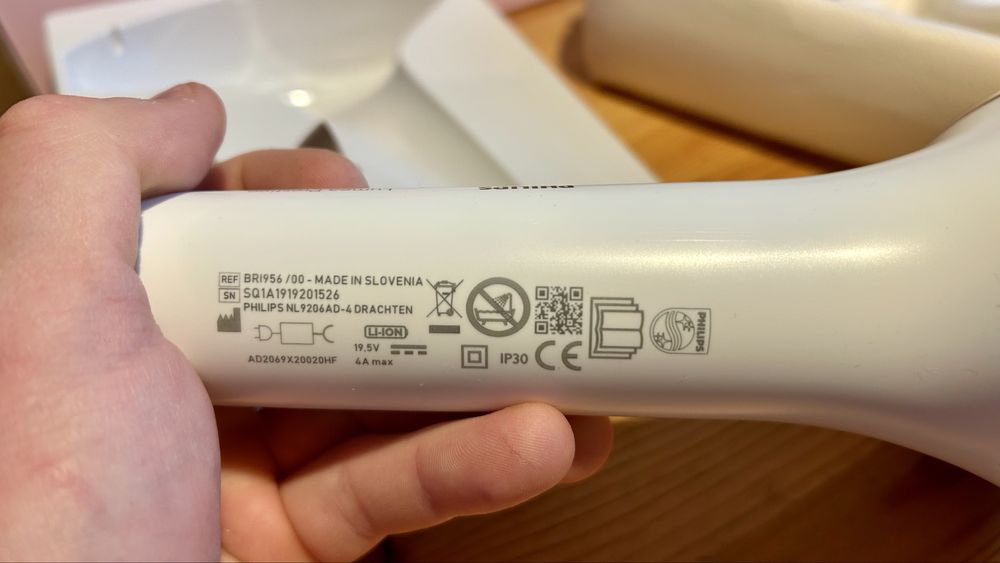 PHILIPS
REF BRI956 /00 - MADE IN SLOVENIA
SN SQ1A1919201526
PHILIPS NL9206AD-4 DRACHTEN
LI-ION
19.5V
AD2069X20020HF 4A max
IP30 CE
PHILIPS